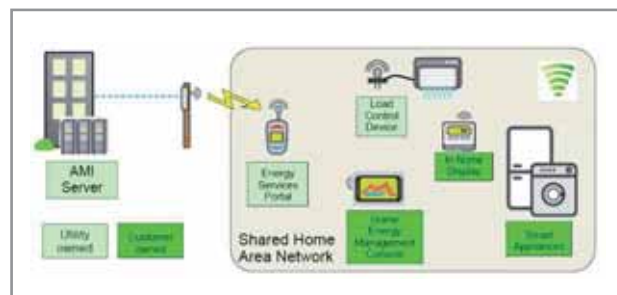 AMI
Server
Utility
owned
Customer
owned
Energy
Services
Portal
Shared Home
Area Network
Load
Control
Device
In Home
Display
Home
Energy
Management
Console
Smart
Appliances